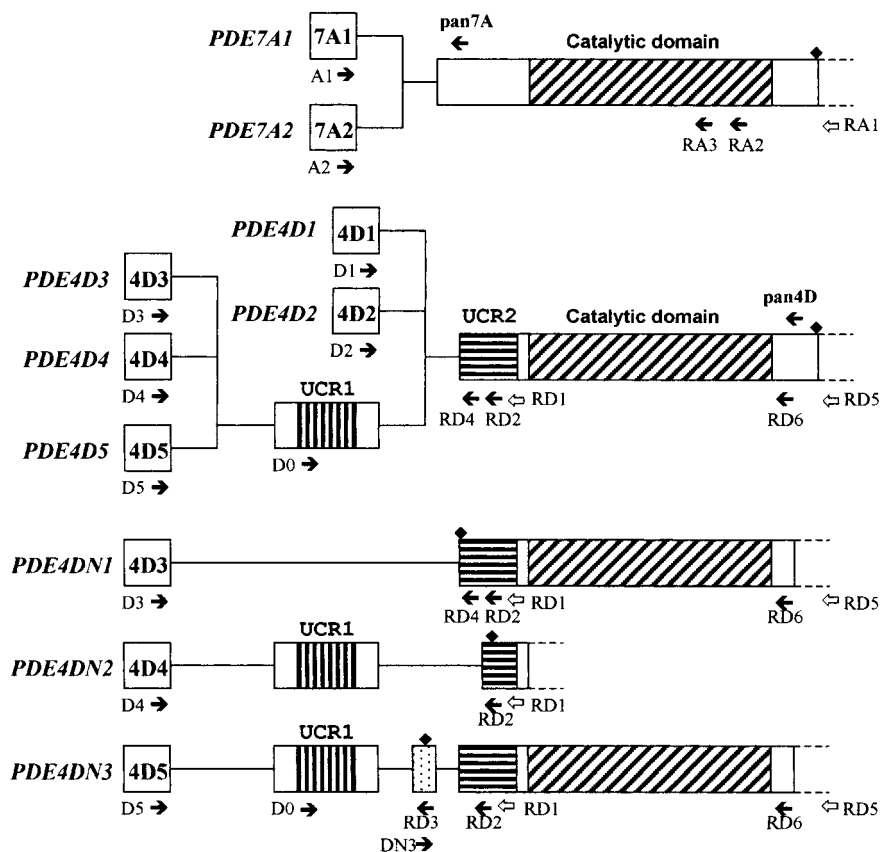 pan7A
PDE7A1 7A1 Catalytic domain
A1
PDE7A2 7A2
RA3 RA2 RA1
A2
PDE4D1 4D1
PDE4D3 4D3 D1
D3 PDE4D2 4D2 UCR2 Catalytic domain pan4D
PDE4D4 4D4 D2
D4 UCR1 RD4 RD2 RD1 RD6 RD5
PDE4D5 4D5
D5 D0
PDE4DN1 4D3
D3 RD4 RD2 RD1 RD6 RD5
UCR1
PDE4DN2 4D4
D4 RD2 RD1
UCR1
PDE4DN3 4D5
D5 D0 RD3 RD2 RD1 RD6 RD5
DN3